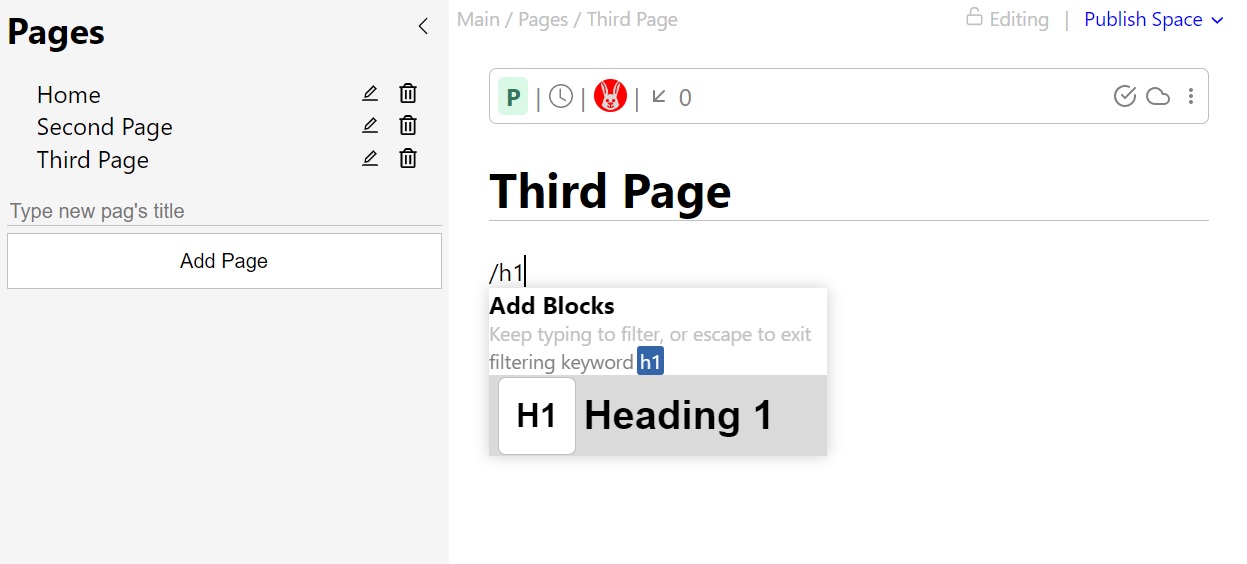 Pages
Home
Second Page
Third Page
Type new pag's title
Add Page
Main / Pages / Third Page
Editing | Publish Space
P | | | 0
Third Page
/h1
Add Blocks
Keep typing to filter, or escape to exit
filtering keyword h1
H1 Heading 1